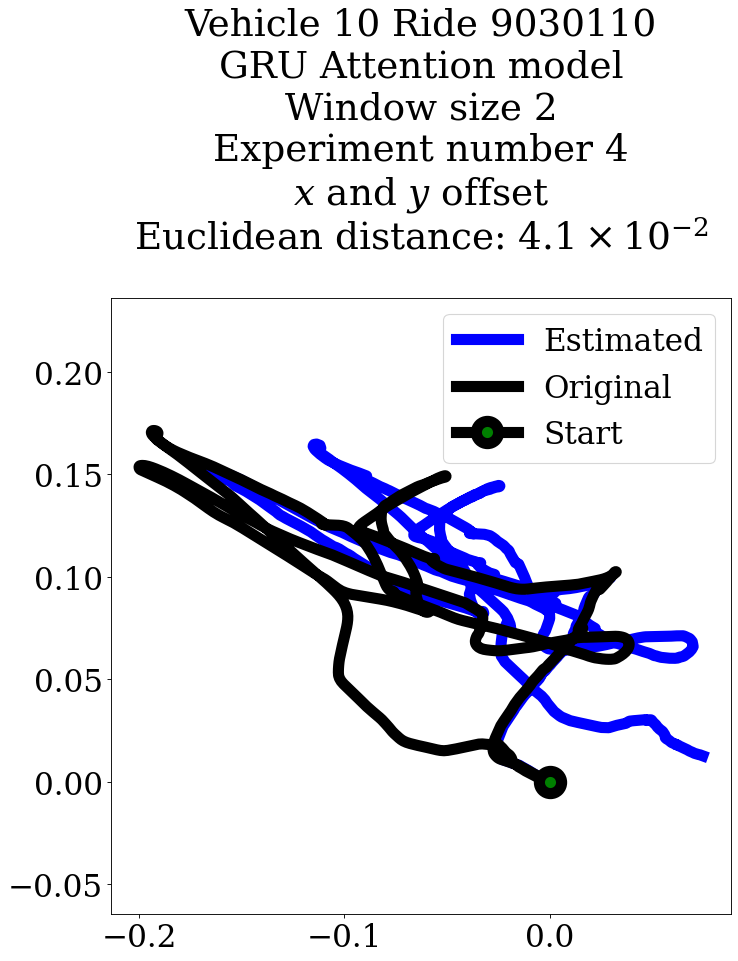 Vehicle 10 Ride 9030110
GRU Attention model
Window size 2
Experiment number 4
x and y offset
Euclidean distance: 4.1 × 10⁻²
Estimated
Original
Start
0.20
0.15
0.10
0.05
0.00
−0.05
−0.2
−0.1
0.0